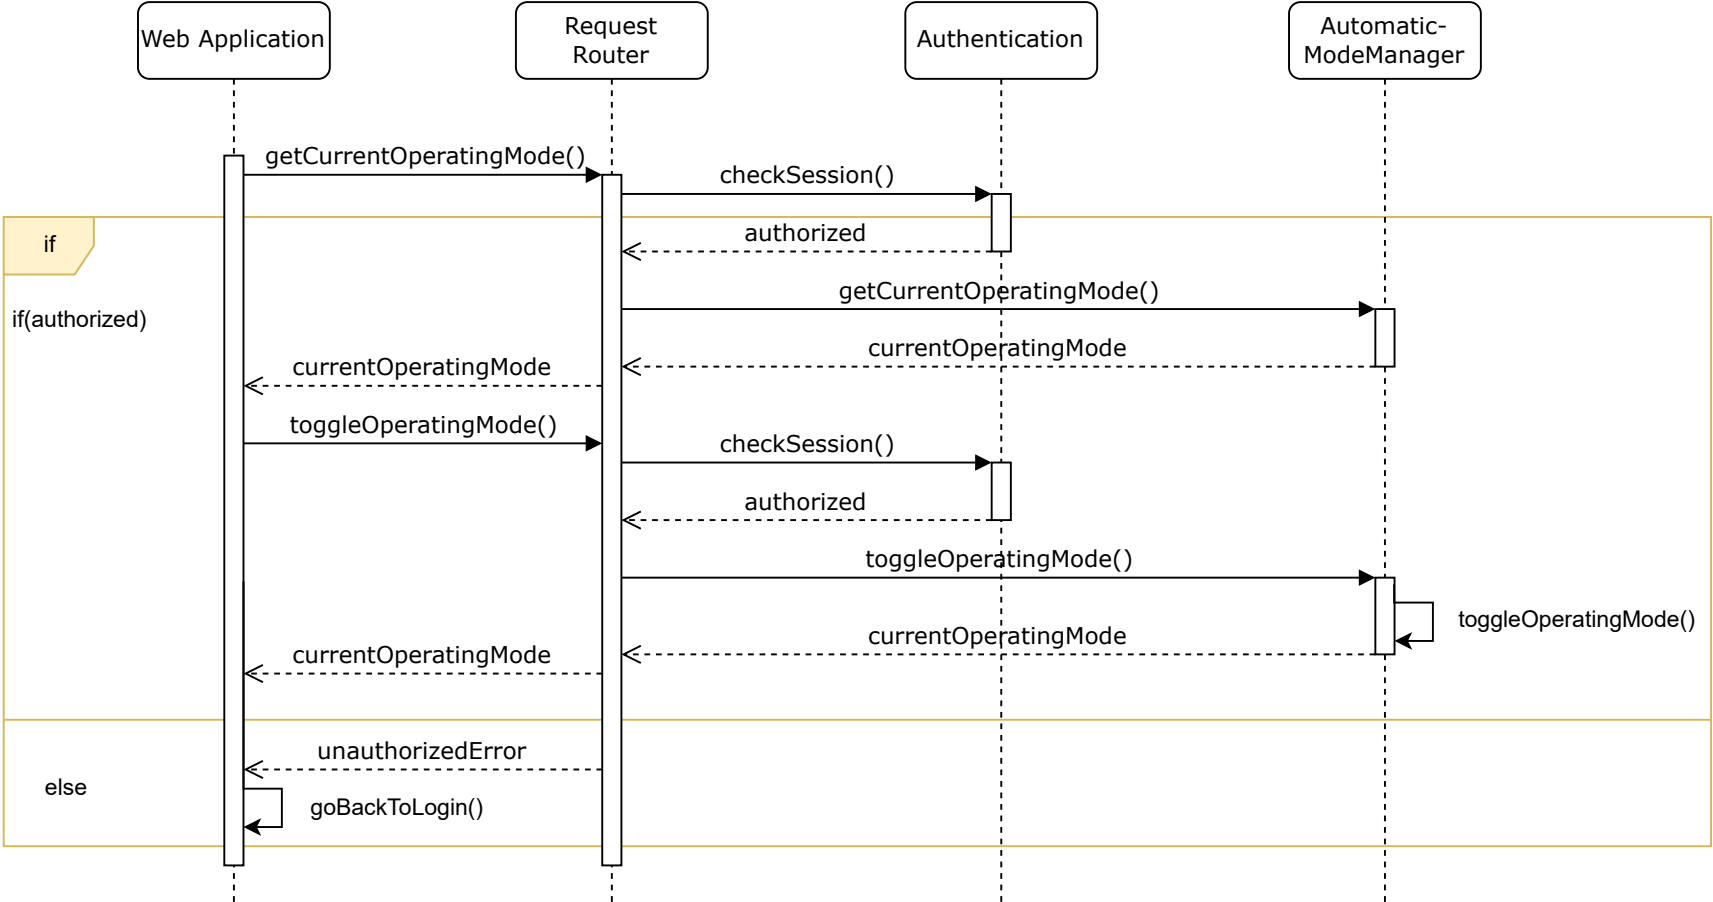 Web Application
Request
Router
Authentication
Automatic-
ModeManager
getCurrentOperatingMode()
checkSession()
if
authorized
getCurrentOperatingMode()
if(authorized)
currentOperatingMode
currentOperatingMode
toggleOperatingMode()
checkSession()
authorized
toggleOperatingMode()
toggleOperatingMode()
currentOperatingMode
currentOperatingMode
unauthorizedError
else
goBackToLogin()